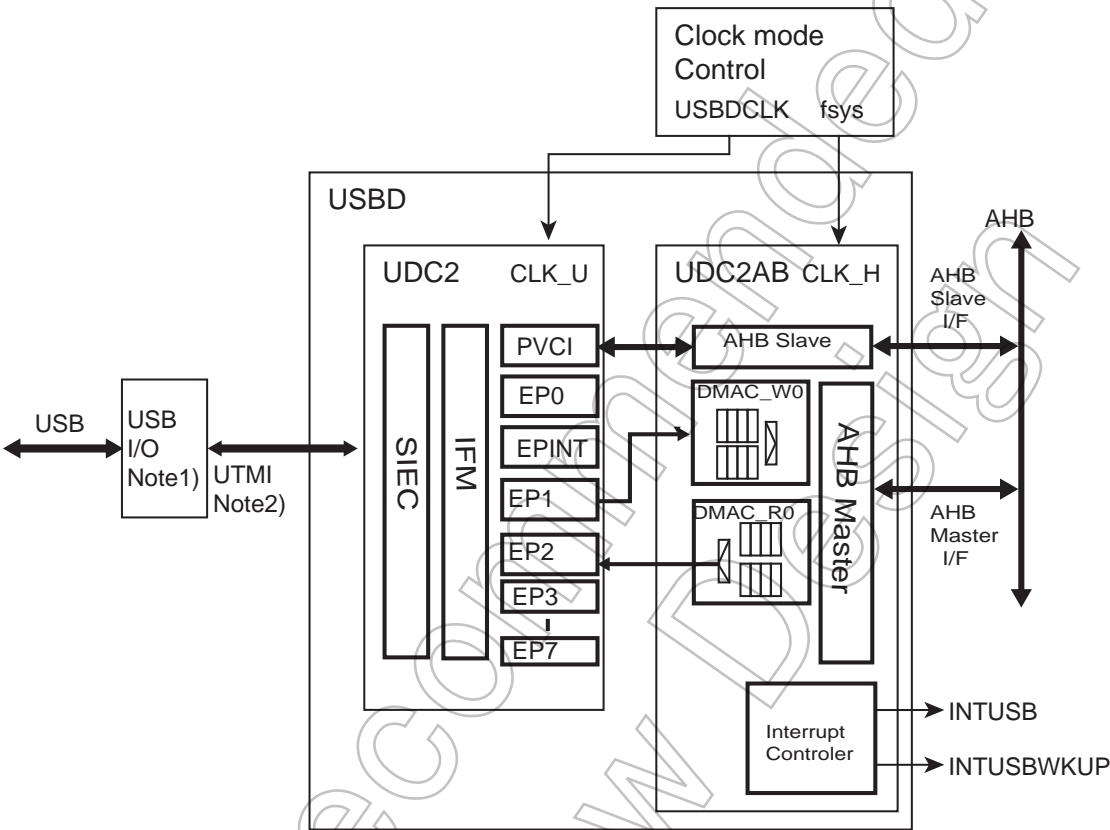 Clock mode
Control
USBDCLK fsys
USBD
AHB
UDC2 CLK_U
UDC2AB CLK_H
AHB
Slave
I/F
PVCI
AHB Slave
EP0
DMAC_W0
USB
USB
I/O
Note1)
UTMI
Note2)
SIEC
IFM
EPINT
AHB Master
EP1
DMAC_R0
AHB
Master
I/F
EP2
EP3
EP7
Interrupt
Controler
INTUSB
INTUSBWKUP
ecommended
w Design